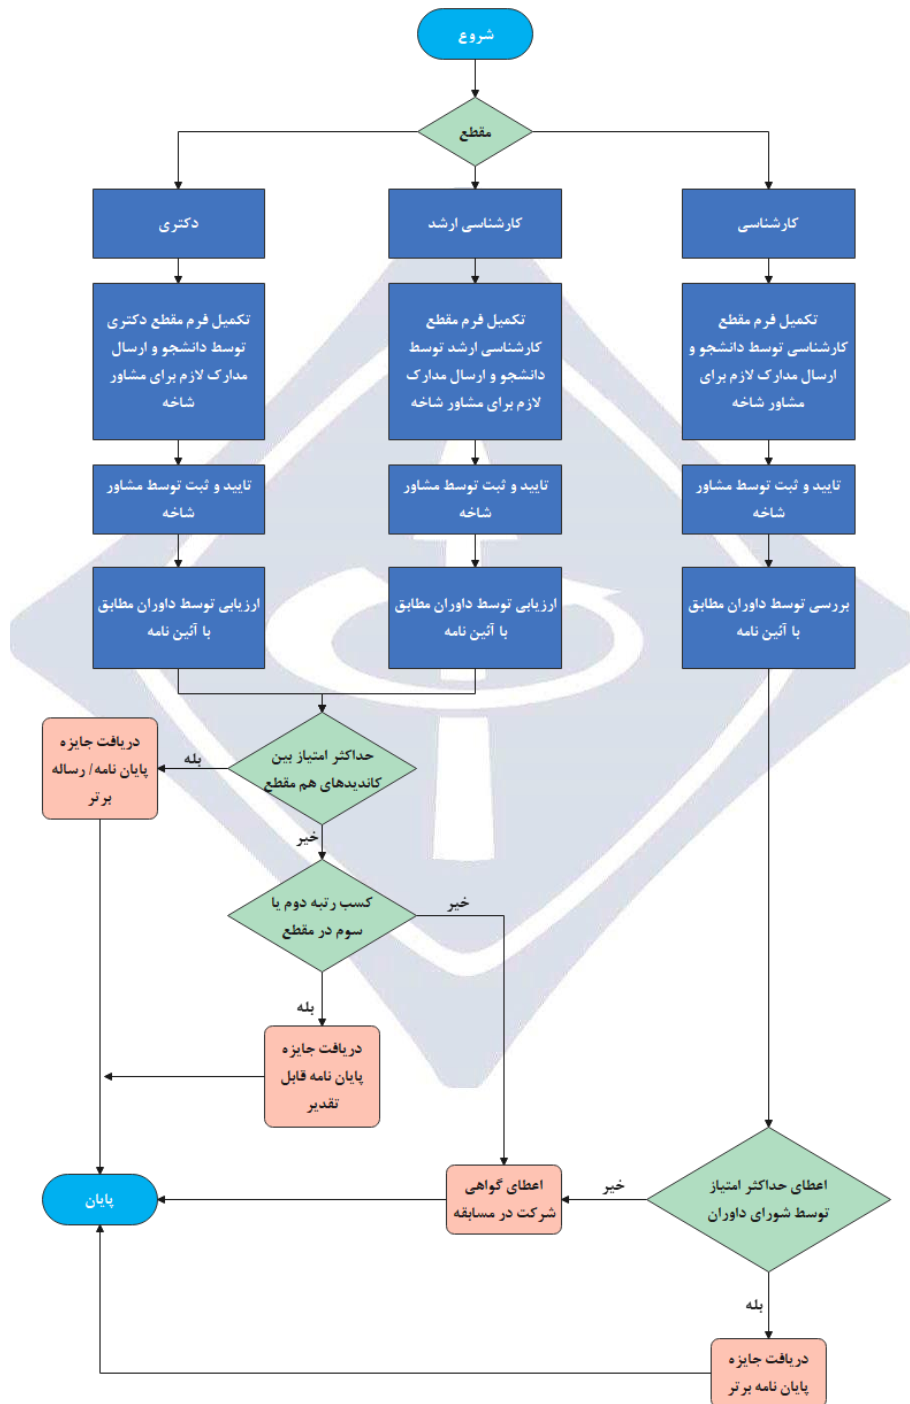 شروع
مقطع
کارشناسی
کارشناسی ارشد
دکتری
تکمیل فرم مقطع
کارشناسی توسط دانشجو و
ارسال مدارک لازم برای
مشاور شاخه
تکمیل فرم مقطع
کارشناسی ارشد توسط
دانشجو و ارسال مدارک
لازم برای مشاور شاخه
تکمیل فرم مقطع دکتری
توسط دانشجو و ارسال
مدارک لازم برای مشاور
شاخه
تایید و ثبت توسط مشاور
شاخه
تایید و ثبت توسط مشاور
شاخه
تایید و ثبت توسط مشاور
شاخه
بررسی توسط داوران مطابق
با آئین نامه
ارزیابی توسط داوران مطابق
با آئین نامه
ارزیابی توسط داوران مطابق
با آئین نامه
حداکثر امتیاز بین
کاندیدهای هم مقطع
بله
دریافت جایزه
پایان نامه/ رساله
برتر
خیر
کسب رتبه دوم یا
سوم در مقطع
خیر
بله
دریافت جایزه
پایان نامه قابل
تقدیر
اعطای حداکثر امتیاز
توسط شورای داوران
خیر
اعطای گواهی
شرکت در مسابقه
پایان
بله
دریافت جایزه
پایان نامه برتر